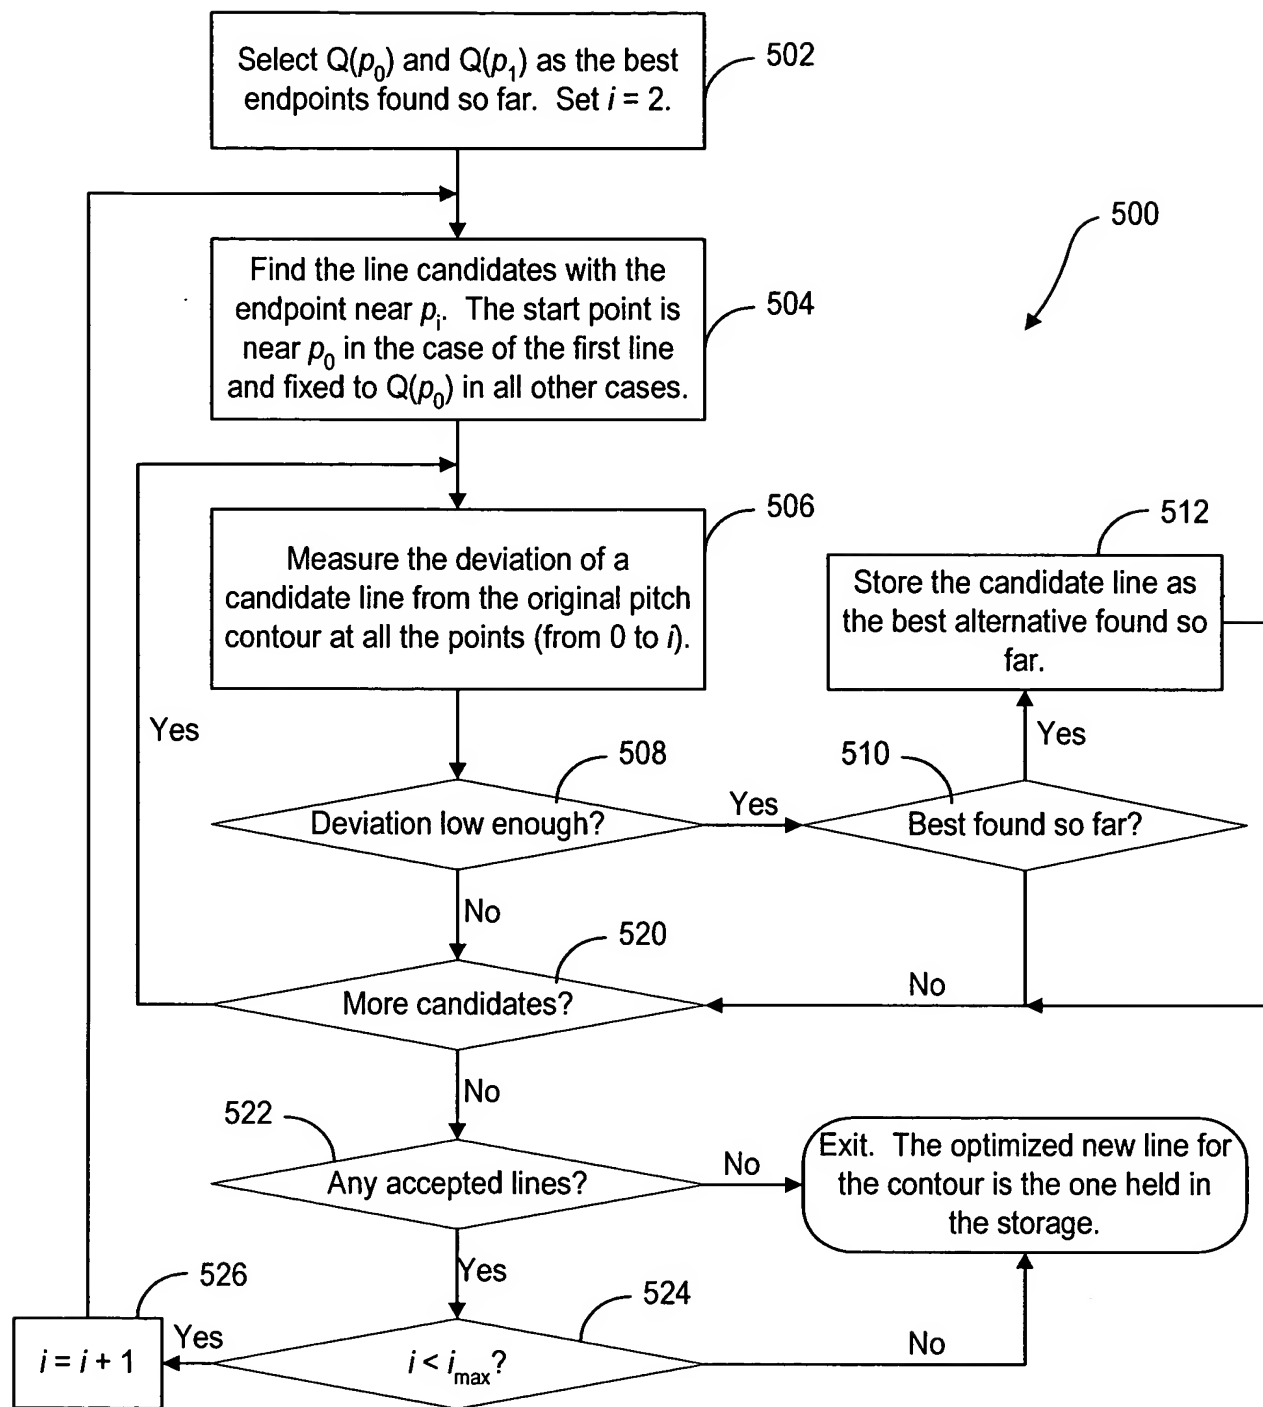 Select Q(p₀) and Q(p₁) as the best
endpoints found so far. Set i = 2.
502
500
Find the line candidates with the
endpoint near pᵢ. The start point is
near p₀ in the case of the first line
and fixed to Q(p₀) in all other cases.
504
Measure the deviation of a
candidate line from the original pitch
contour at all the points (from 0 to i).
506
512
Store the candidate line as
the best alternative found so
far.
Yes
Yes
508
510
Deviation low enough?
Yes
Best found so far?
No
520
More candidates?
No
No
522
Any accepted lines?
No
Exit. The optimized new line for
the contour is the one held in
the storage.
Yes
526
524
i = i + 1
Yes
i < iₘₐₓ?
No